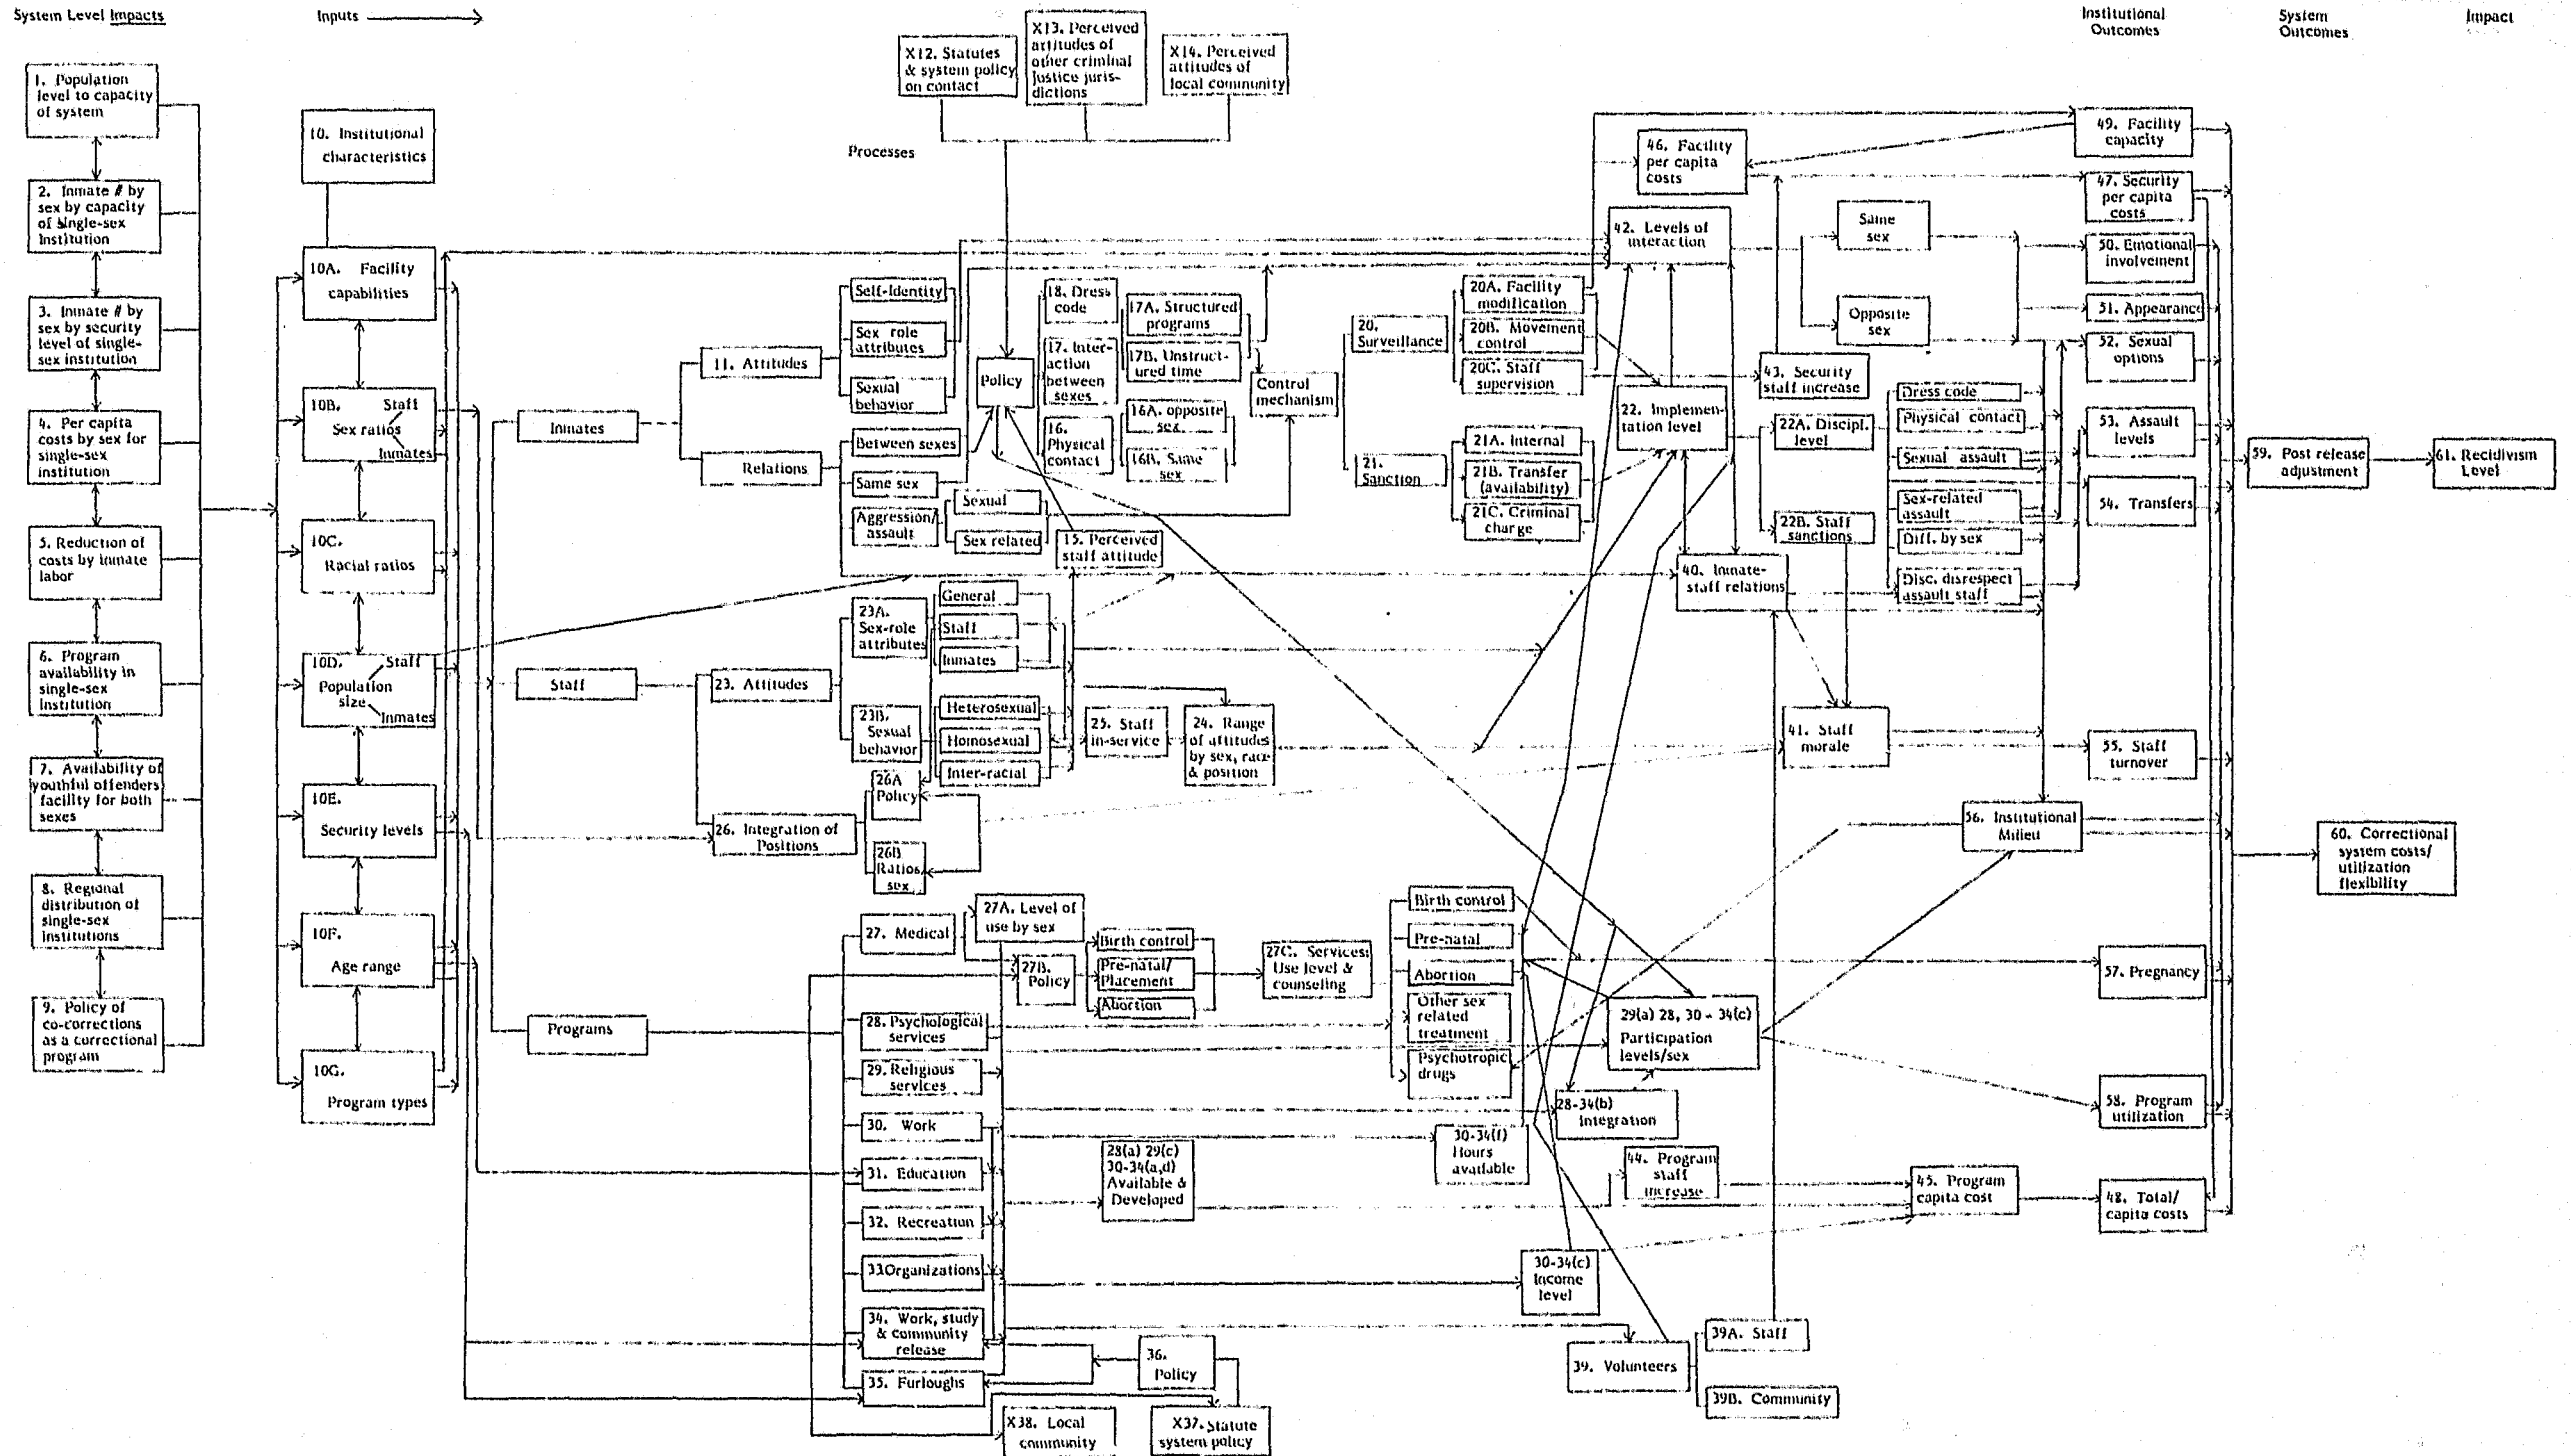 System Level Impacts
Inputs
Processes
Institutional
Outcomes
System
Outcomes
Impact
1. Population
level to capacity
of system
2. Inmate # by
sex by capacity
of single-sex
Institution
3. Inmate # by
sex by security
level of single-
sex institution
4. Per capita
costs by sex for
single-sex
institution
5. Reduction of
costs by inmate
labor
6. Program
availability in
single-sex
Institution
7. Availability of
youthful offenders
facility for both
sexes
8. Regional
distribution of
single-sex
institutions
9. Policy of
co-corrections
as a correctional
program
10. Institutional
characteristics
10A. Facility
capabilities
10B. Staff
Sex ratios
Inmates
10C.
Racial ratios
10D. Staff
Population
size
Inmates
10E.
Security levels
10F.
Age range
10G.
Program types
X12. Statutes
& system policy
on contact
X13. Perceived
attitudes of
other criminal
Justice juris-
dictions
X14. Perceived
attitudes of
local community
Inmates
11. Attitudes
Self-Identity
Sex role
attributes
Sexual
behavior
Relations
Between sexes
Same sex
Aggression/
assault
Sexual
Sex related
Policy
15. Perceived
staff attitude
18. Dress
code
17. Inter-
action
between
sexes
16.
Physical
contact
17A. Structured
programs
17B. Unstruct-
ured time
16A. opposite
sex
16B. Same
sex
Control
mechanism
20.
Surveillance
20A. Facility
modification
20B. Movement
control
20C. Staff
supervision
21.
Sanction
21A. Internal
21B. Transfer
(availability)
21C. Criminal
charge
Staff
23. Attitudes
23A.
Sex-role
attributes
General
Staff
Inmates
23B.
Sexual
behavior
Heterosexual
Homosexual
Inter-racial
25. Staff
in-service
24. Range
of attitudes
by sex, race
& position
26. Integration of
Positions
26A
Policy
26B
Ratios/
sex
Programs
27. Medical
27A. Level of
use by sex
27B.
Policy
Birth control
Pre-natal/
Placement
Abortion
27C. Services:
Use level &
counseling
Birth control
Pre-natal
Abortion
Other sex
related
treatment
Psychotropic
drugs
28. Psychological
services
29. Religious
services
30. Work
31. Education
32. Recreation
33.Organizations
34. Work, study
& community
release
35. Furloughs
36.
Policy
X38. Local
community
X37. Statute
system policy
28(a) 29(c)
30-34(a,d)
Available &
Developed
30-34(f)
Hours
available
30-34(c)
Income
level
28-34(b)
Integration
29(a) 28, 30 - 34(c)
Participation
levels/sex
39. Volunteers
39A. Staff
39B. Community
46. Facility
per capita
costs
42. Levels of
interaction
22. Implemen-
tation level
43. Security
staff increase
22A. Discipl.
level
22B. Staff
sanctions
40. Inmate-
staff relations
41. Staff
morale
44. Program
staff
increase
45. Program
capita cost
Same
sex
Opposite
sex
Dress code
Physical contact
Sexual assault
Sex-related
assault
Diff. by sex
Disc. disrespect
assault staff
49. Facility
capacity
47. Security
per capita
costs
50. Emotional
involvement
51. Appearance
52. Sexual
options
53. Assault
levels
54. Transfers
55. Staff
turnover
56. Institutional
Milieu
57. Pregnancy
58. Program
utilization
48. Total/
capita costs
59. Post release
adjustment
60. Correctional
system costs/
utilization
flexibility
61. Recidivism
Level